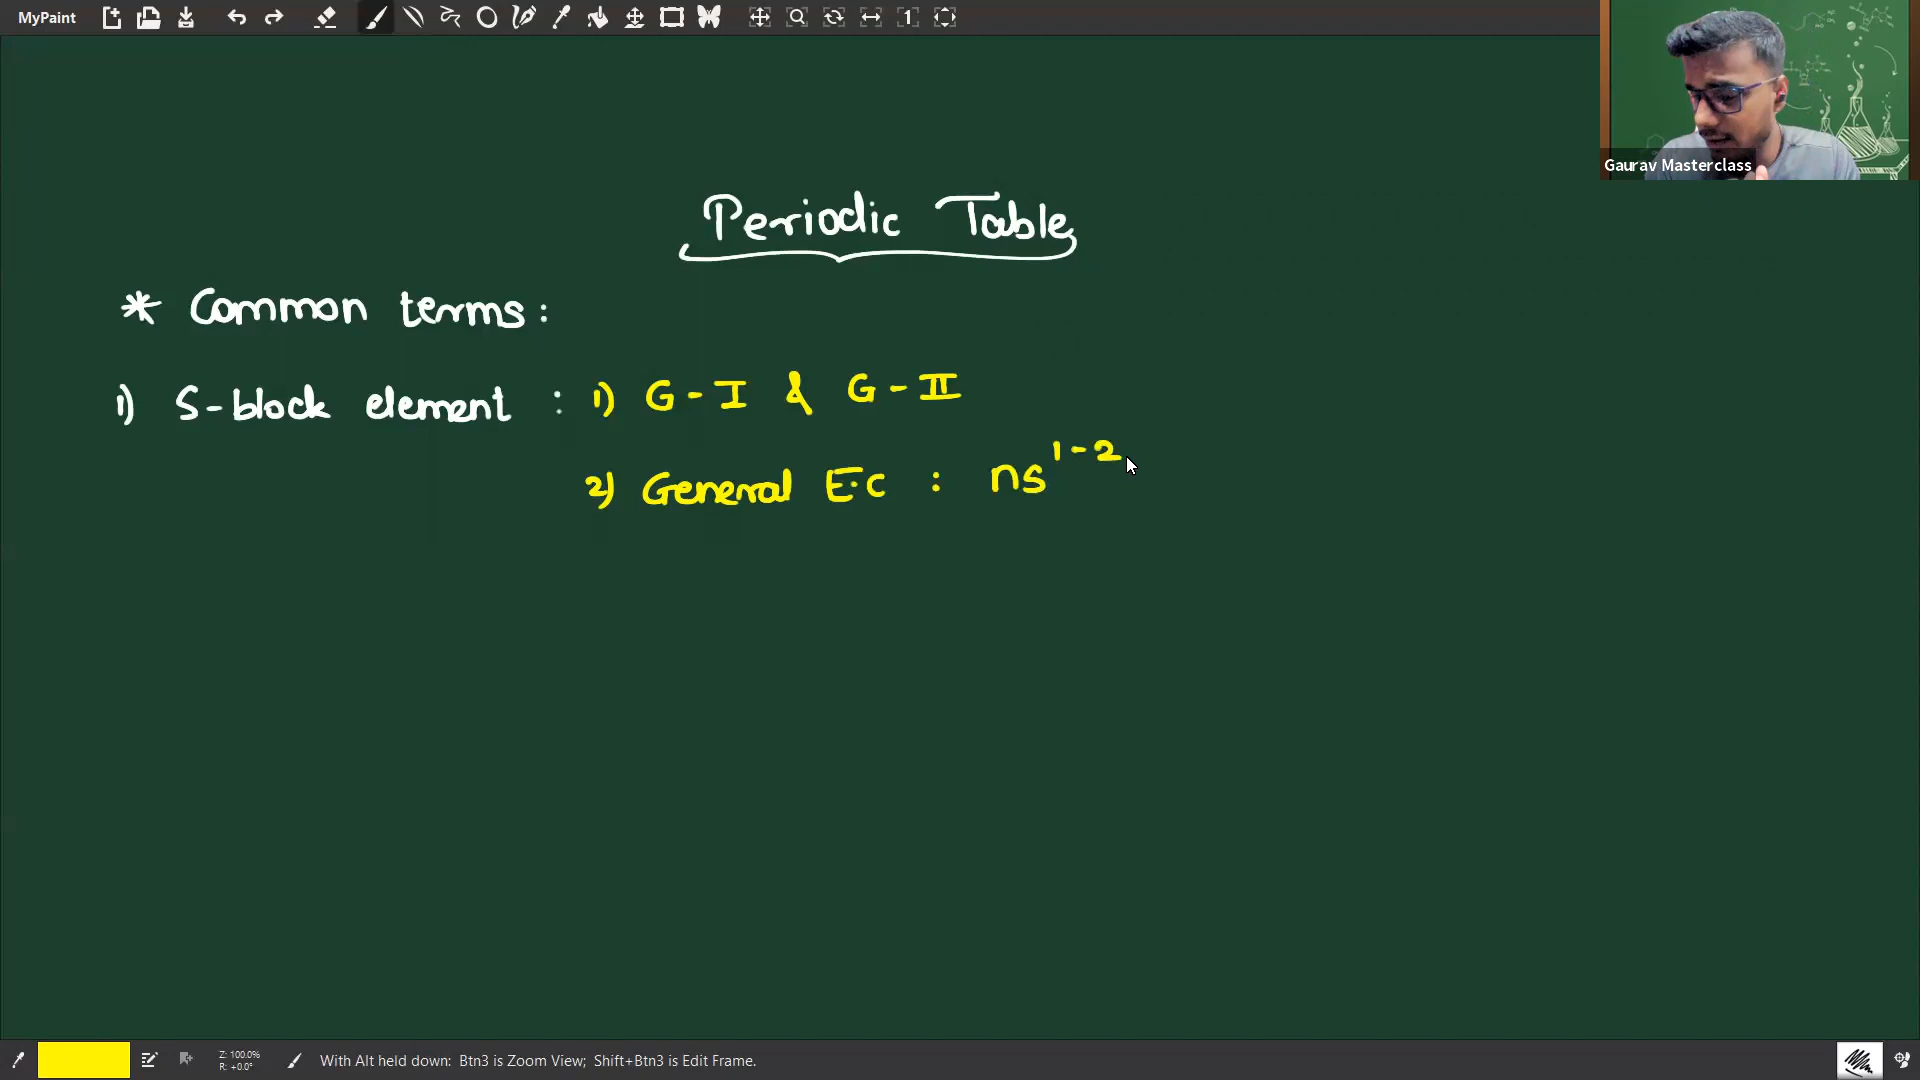 MyPaint
1
Gaurav Masterclass
Periodic Table
* Common terms :
1) S-block element : 1) G - I & G - II
2) General E.C : ns¹⁻²
Z: 100.0%
R: +0.0°
With Alt held down: Btn3 is Zoom View; Shift+Btn3 is Edit Frame.